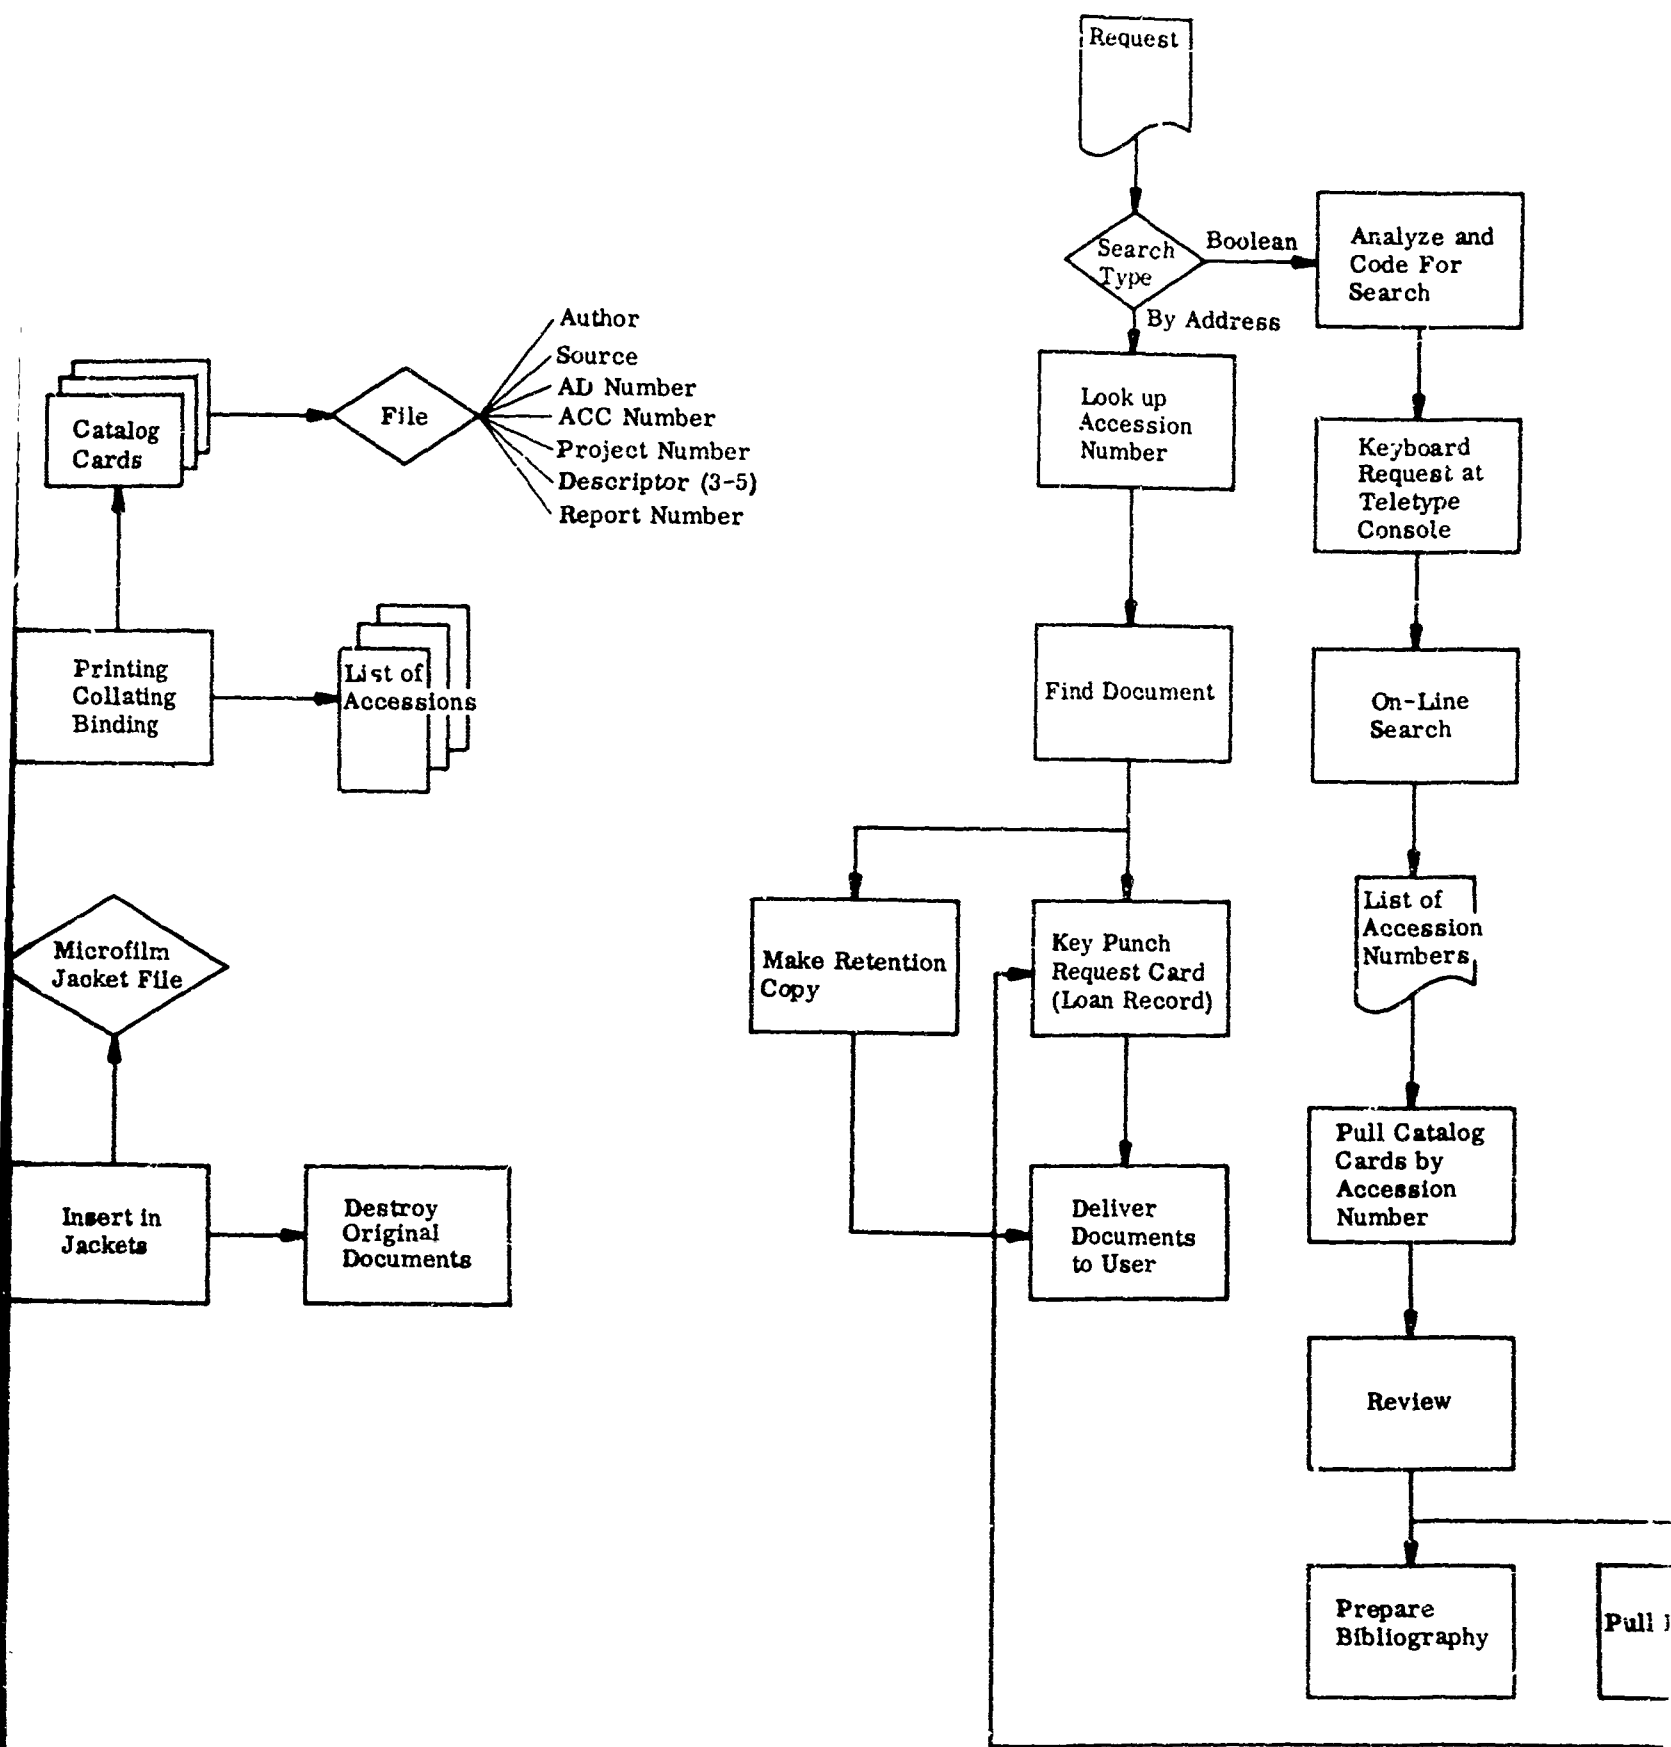 Request
Search
Type
Boolean
By Address
Analyze and
Code For
Search
Author
Source
AD Number
ACC Number
Project Number
Descriptor (3-5)
Report Number
File
Catalog
Cards
Look up
Accession
Number
Keyboard
Request at
Teletype
Console
Printing
Collating
Binding
List of
Accessions
Find Document
On-Line
Search
Microfilm
Jacket File
Make Retention
Copy
Key Punch
Request Card
(Loan Record)
List of
Accession
Numbers
Insert in
Jackets
Destroy
Original
Documents
Deliver
Documents
to User
Pull Catalog
Cards by
Accession
Number
Review
Prepare
Bibliography
Pull